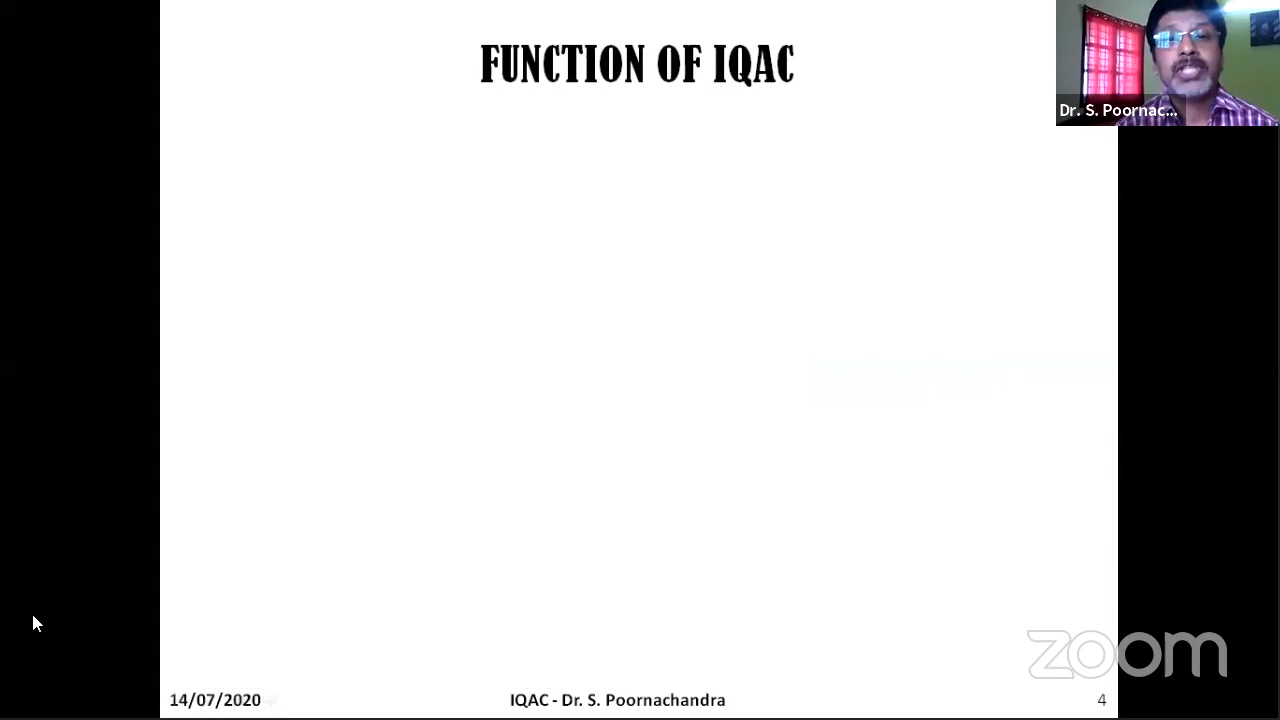 FUNCTION OF IQAC
Dr. S. Poornac...
zoom
14/07/2020
IQAC - Dr. S. Poornachandra
4